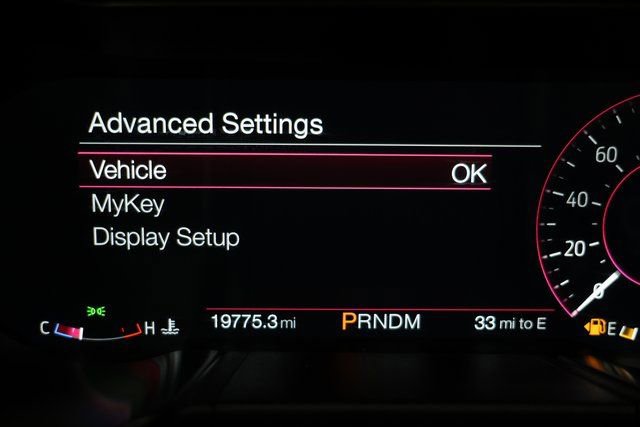 Advanced Settings
Vehicle OK
MyKey
Display Setup
60
40
20
0
C H
19775.3 mi PRNDM 33 mi to E
E